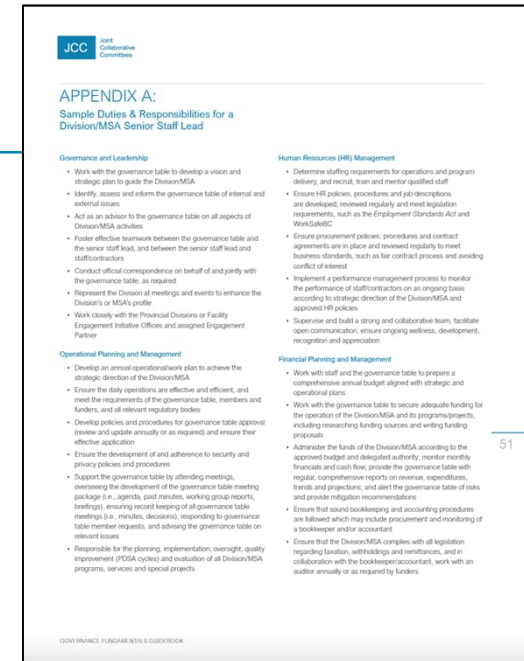 JCC
Joint
Collaborative
Committees
APPENDIX A:
Sample Duties & Responsibilities for a
Division/MSA Senior Staff Lead
Governance and Leadership
• Work with the governance table to develop a vision and
strategic plan to guide the Division/MSA
• Identify, assess and inform the governance table of internal and
external issues
• Act as an advisor to the governance table on all aspects of
Division/MSA activities
• Foster effective teamwork between the governance table and
the senior staff lead, and between the senior staff lead and
staff/contractors
• Conduct official correspondence on behalf of and jointly with
the governance table, as required
• Represent the Division at meetings and events to enhance the
Division's or MSA's profile
• Work closely with the Provincial Divisions or Facility
Engagement Initiative Offices and assigned Engagement
Partner
Operational Planning and Management
• Develop an annual operational/work plan to achieve the
strategic direction of the Division/MSA
• Ensure the daily operations are effective and efficient, and
meet the requirements of the governance table, members and
funders, and all relevant regulatory bodies
• Develop policies and procedures for governance table approval
(review and update annually or as required) and ensure their
effective application
• Ensure the development of and adherence to security and
privacy policies and procedures
• Support the governance table by attending meetings,
overseeing the development of the governance table meeting
package (i.e., agenda, past minutes, working group reports,
briefings), ensuring record keeping of all governance table
meetings (i.e., minutes, decisions), responding to governance
table member requests, and advising the governance table on
relevant issues
• Responsible for the planning, implementation, oversight, quality
improvement (PDSA cycles) and evaluation of all Division/MSA
programs, services and special projects
Human Resources (HR) Management
• Determine staffing requirements for operations and program
delivery, and recruit, train and mentor qualified staff
• Ensure HR policies, procedures and job descriptions
are developed, reviewed regularly and meet legislation
requirements, such as the Employment Standards Act and
WorkSafeBC
• Ensure procurement policies, procedures and contract
agreements are in place and reviewed regularly to meet
business standards, such as fair contract process and avoiding
conflict of interest
• Implement a performance management process to monitor
the performance of staff/contractors on an ongoing basis
according to strategic direction of the Division/MSA and
approved HR policies
• Supervise and build a strong and collaborative team, facilitate
open communication, ensure ongoing wellness, development,
recognition and appreciation
Financial Planning and Management
• Work with staff and the governance table to prepare a
comprehensive annual budget aligned with strategic and
operational plans
• Work with the governance table to secure adequate funding for
the operation of the Division/MSA and its programs/projects,
including researching funding sources and writing funding
proposals
• Administer the funds of the Division/MSA according to the
approved budget and delegated authority; monitor monthly
financials and cash flow; provide the governance table with
regular, comprehensive reports on revenue, expenditures,
trends and projections; and alert the governance table of risks
and provide mitigation recommendations
• Ensure that sound bookkeeping and accounting procedures
are followed which may include procurement and monitoring of
a bookkeeper and/or accountant
• Ensure that the Division/MSA complies with all legislation
regarding taxation, withholdings and remittances, and in
collaboration with the bookkeeper/accountant, work with an
auditor annually or as required by funders.
51
GOVERNANCE FUNDAMENTALS GUIDEBOOK